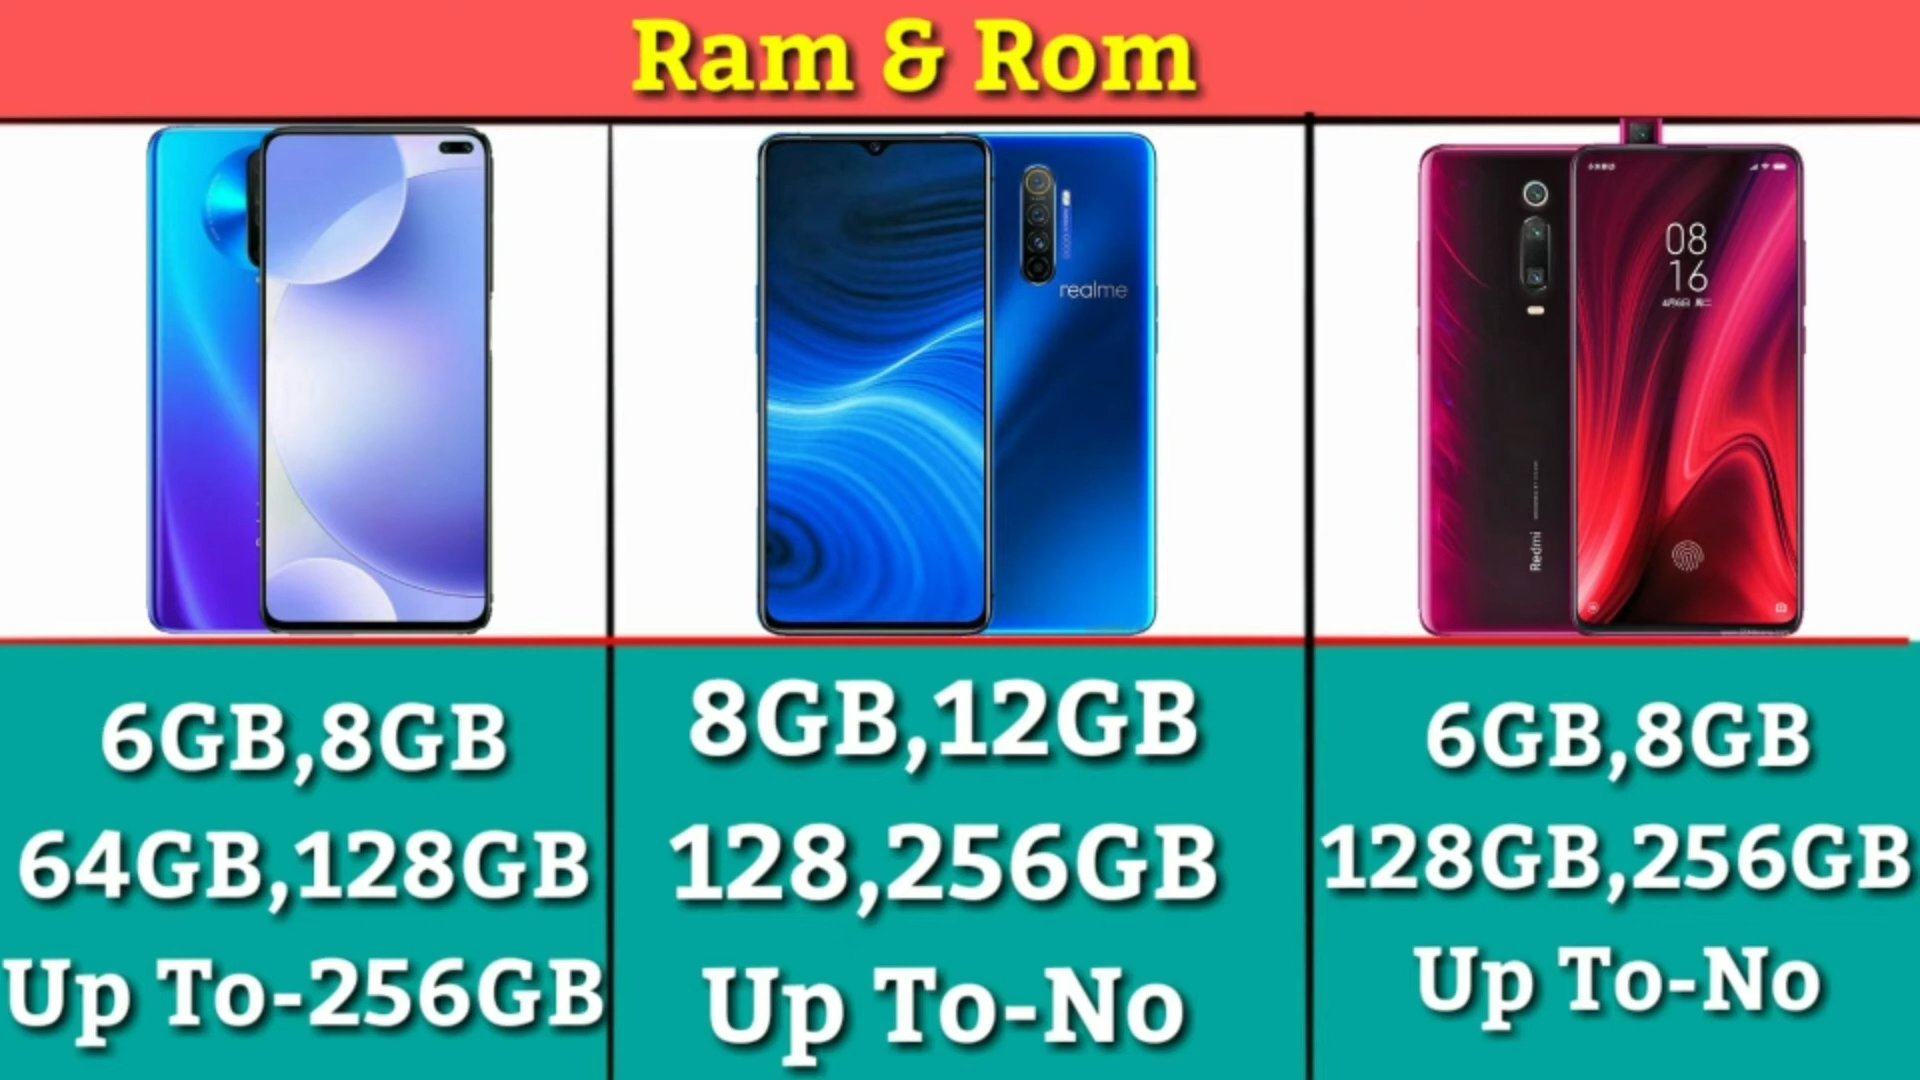 Ram & Rom
realme
08
16
Redmi
6GB,8GB
64GB,128GB
Up To-256GB
8GB,12GB
128,256GB
Up To-No
6GB,8GB
128GB,256GB
Up To-No